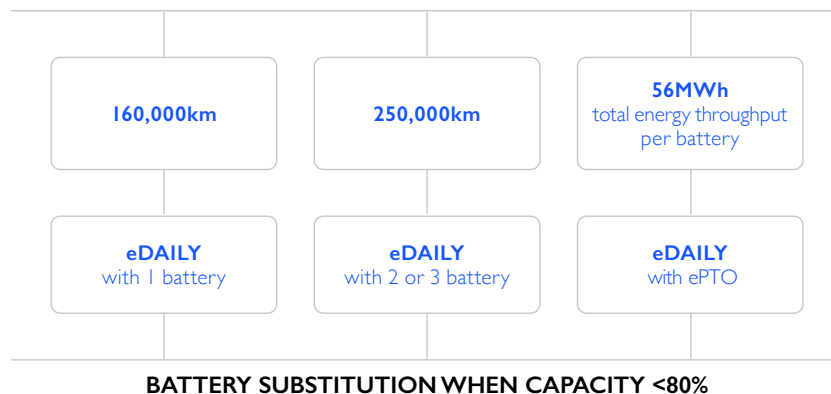 160,000km
250,000km
56MWh
total energy throughput
per battery
eDAILY
with 1 battery
eDAILY
with 2 or 3 battery
eDAILY
with ePTO
BATTERY SUBSTITUTION WHEN CAPACITY <80%